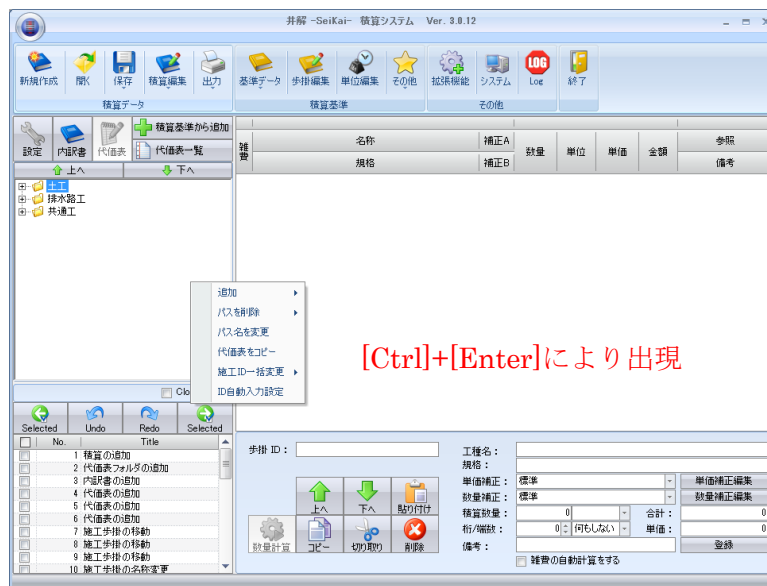 井解 -SeiKai- 積算システム Ver. 3.0.12
新規作成 開く 保存 積算編集 出力 基準データ 歩掛編集 単位編集 その他 拡張機能 システム Log 終了
LOG
積算データ 積算基準 その他
設定 内訳書 代価表 積算基準から追加
代価表一覧
上へ 下へ
雑費 名称 補正A 数量 単位 単価 金額 参照
規格 補正B 備考
土工
排水路工
共通工
追加
パスを削除
パス名を変更
代価表をコピー
施工ID一括変更
ID自動入力設定
[Ctrl]+[Enter]により出現
Clo
Selected Undo Redo Selected
No. Title
1 積算の追加
2 代価表フォルダの追加
3 内訳書の追加
4 代価表の追加
5 代価表の追加
6 代価表の追加
7 施工歩掛の移動
8 施工歩掛の移動
9 施工歩掛の移動
10 施工歩掛の名称変更
歩掛 ID：
上へ 下へ 貼り付け
数量計算 コピー 切り取り 削除
工種名：
規格：
単価補正： 標準 単価補正編集
数量補正： 標準 数量補正編集
積算数量： 0 合計： 0
桁/端数： 0 何もしない 単価： 0
備考： 登録
雑費の自動計算をする